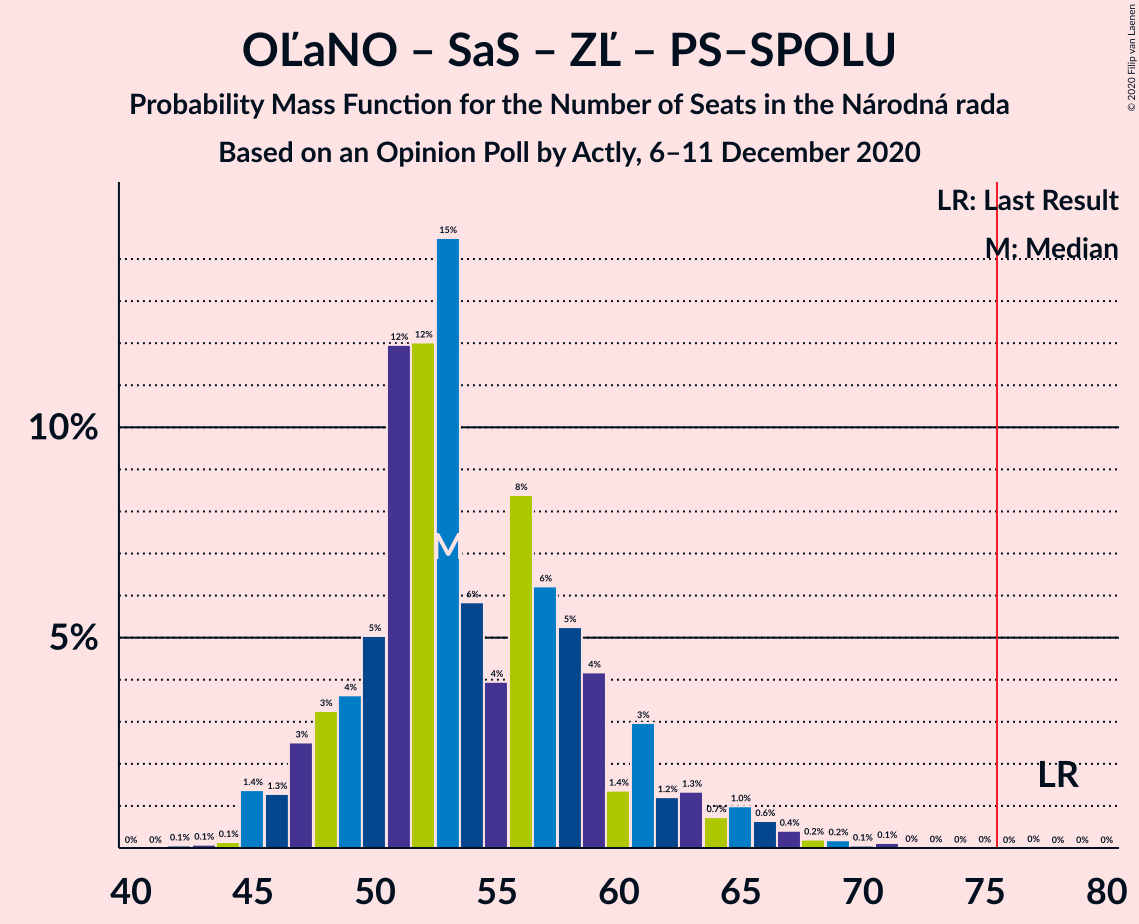 OĽaNO – SaS – ZĽ – PS–SPOLU
Probability Mass Function for the Number of Seats in the Národná rada
Based on an Opinion Poll by Actly, 6–11 December 2020
© 2020 Filip van Laenen
LR: Last Result
M: Median
10%
5%
0% 0% 0.1% 0.1% 0.1% 1.4% 1.3% 3% 3% 4% 5% 12% 12% 15% 6% 4% 8% 6% 5% 4% 1.4% 3% 1.2% 1.3% 0.7% 1.0% 0.6% 0.4% 0.2% 0.2% 0.1% 0.1% 0% 0% 0% 0% 0% 0% 0% 0% 0%
M
LR
40 45 50 55 60 65 70 75 80